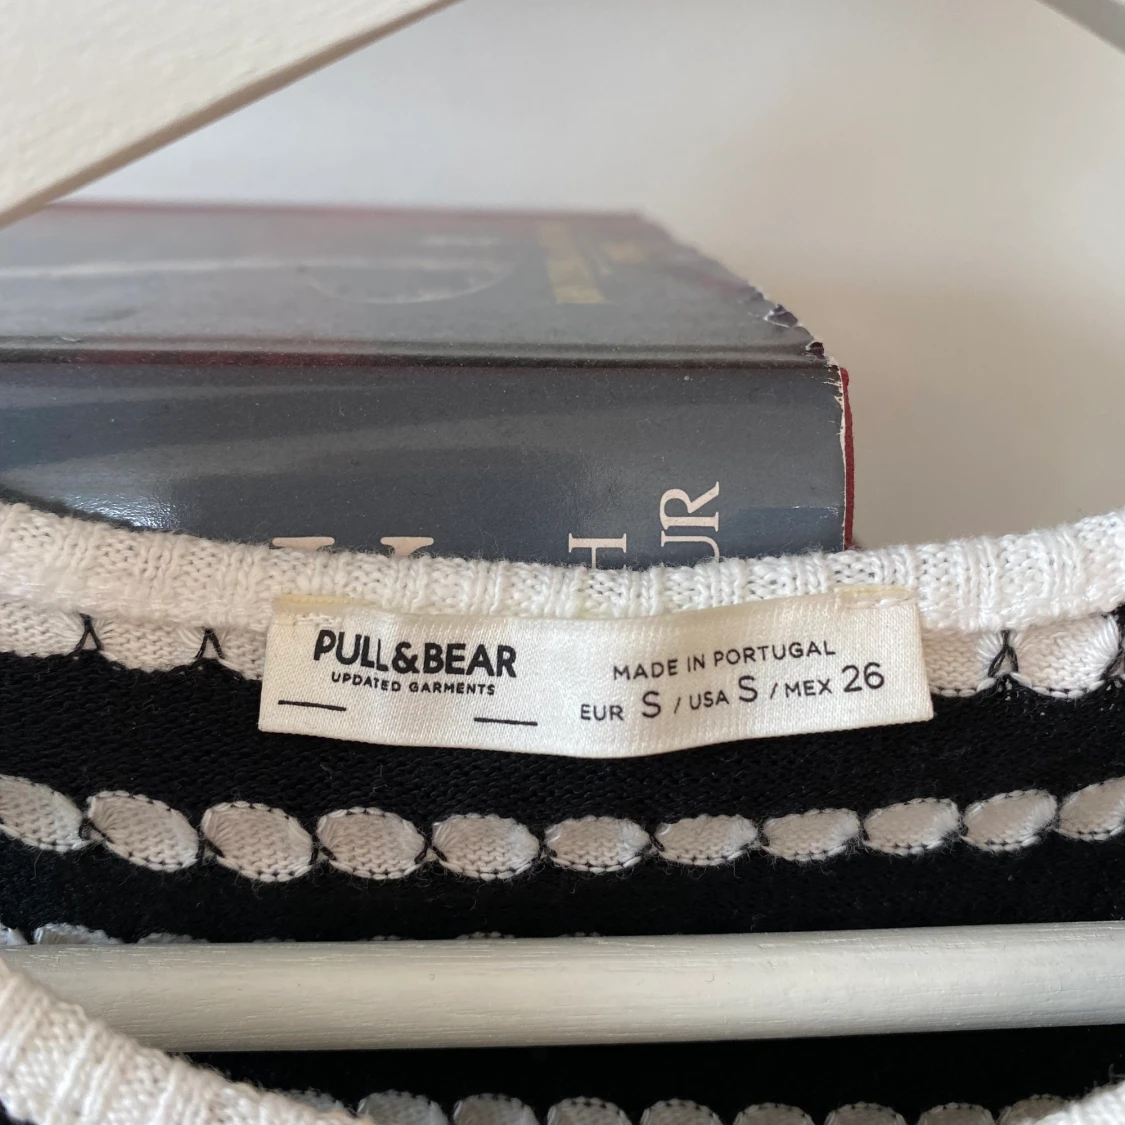 PULL&BEAR
UPDATED GARMENTS
MADE IN PORTUGAL
EUR S / USA S / MEX 26